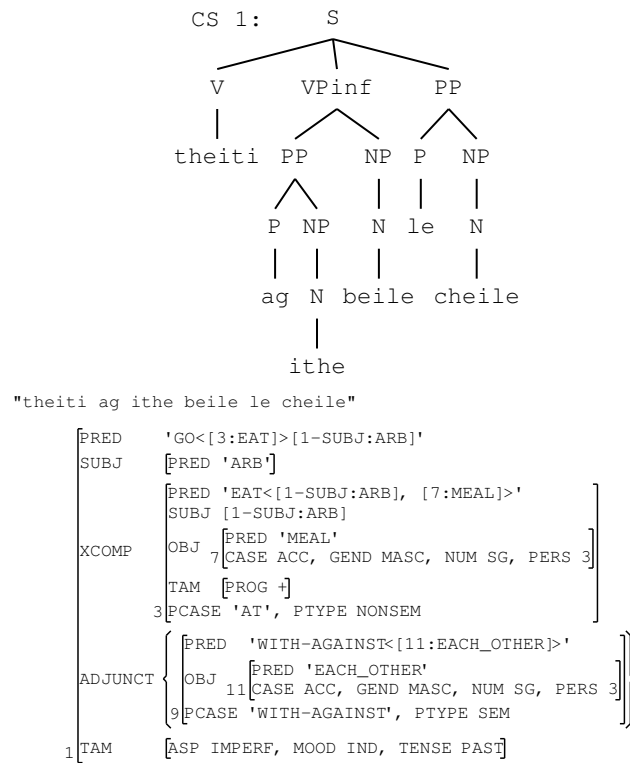 CS 1: S
V VPinf PP
theiti PP NP P NP
P NP N le N
ag N beile cheile
ithe
"theiti ag ithe beile le cheile"
PRED 'GO<[3:EAT]>[1-SUBJ:ARB]'
SUBJ [PRED 'ARB']
PRED 'EAT<[1-SUBJ:ARB], [7:MEAL]>'
SUBJ [1-SUBJ:ARB]
PRED 'MEAL'
XCOMP OBJ 7[CASE ACC, GEND MASC, NUM SG, PERS 3]
TAM [PROG +]
3[PCASE 'AT', PTYPE NONSEM
PRED 'WITH-AGAINST<[11:EACH_OTHER]>'
PRED 'EACH_OTHER'
ADJUNCT OBJ 11[CASE ACC, GEND MASC, NUM SG, PERS 3]
9[PCASE 'WITH-AGAINST', PTYPE SEM
1[TAM [ASP IMPERF, MOOD IND, TENSE PAST]